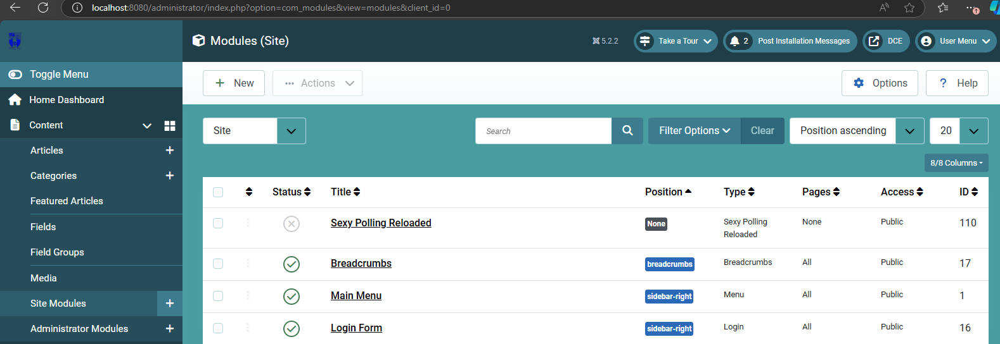 localhost:8080/administrator/index.php?option=com_modules&view=modules&client_id=0
Modules (Site)
5.2.2
Take a Tour
2 Post Installation Messages
DCE
User Menu
Toggle Menu
Home Dashboard
Content
Articles
Categories
Featured Articles
Fields
Field Groups
Media
Site Modules
Administrator Modules
New
Actions
Options
? Help
Site
Search
Filter Options
Clear
Position ascending
20
8/8 Columns
Status Title Position Type Pages Access ID
Sexy Polling Reloaded None Sexy Polling Reloaded None Public 110
Breadcrumbs breadcrumbs Breadcrumbs All Public 17
Main Menu sidebar-right Menu All Public 1
Login Form sidebar-right Login All Public 16